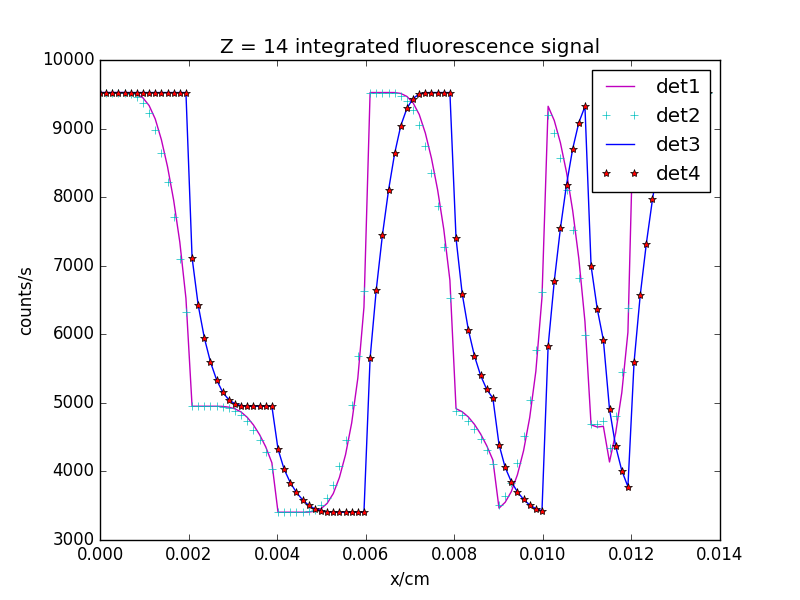 Z = 14 integrated fluorescence signal
10000
9000
8000
7000
6000
5000
4000
3000
counts/s
det1
det2
det3
det4
0.000
0.002
0.004
0.006
0.008
0.010
0.012
0.014
x/cm